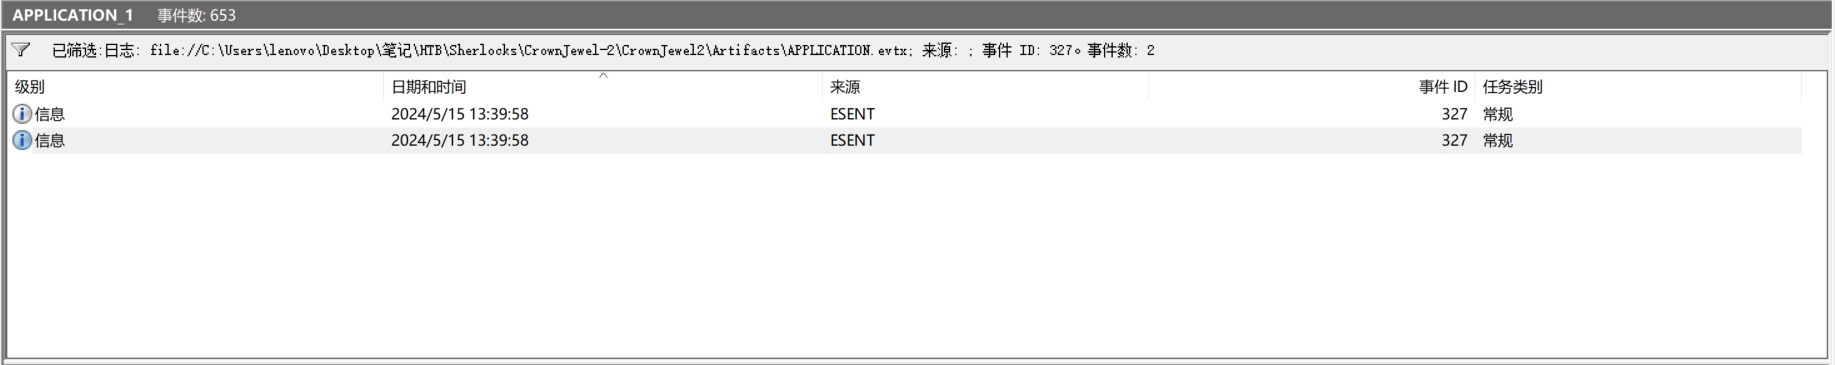 APPLICATION_1 事件数: 653
已筛选:日志: file://C:\Users\lenovo\Desktop\笔记\HTB\Sherlocks\CrownJewel-2\CrownJewel2\Artifacts\APPLICATION.evtx; 来源: ; 事件 ID: 327。事件数: 2
级别 日期和时间 来源 事件 ID 任务类别
信息 2024/5/15 13:39:58 ESENT 327 常规
信息 2024/5/15 13:39:58 ESENT 327 常规